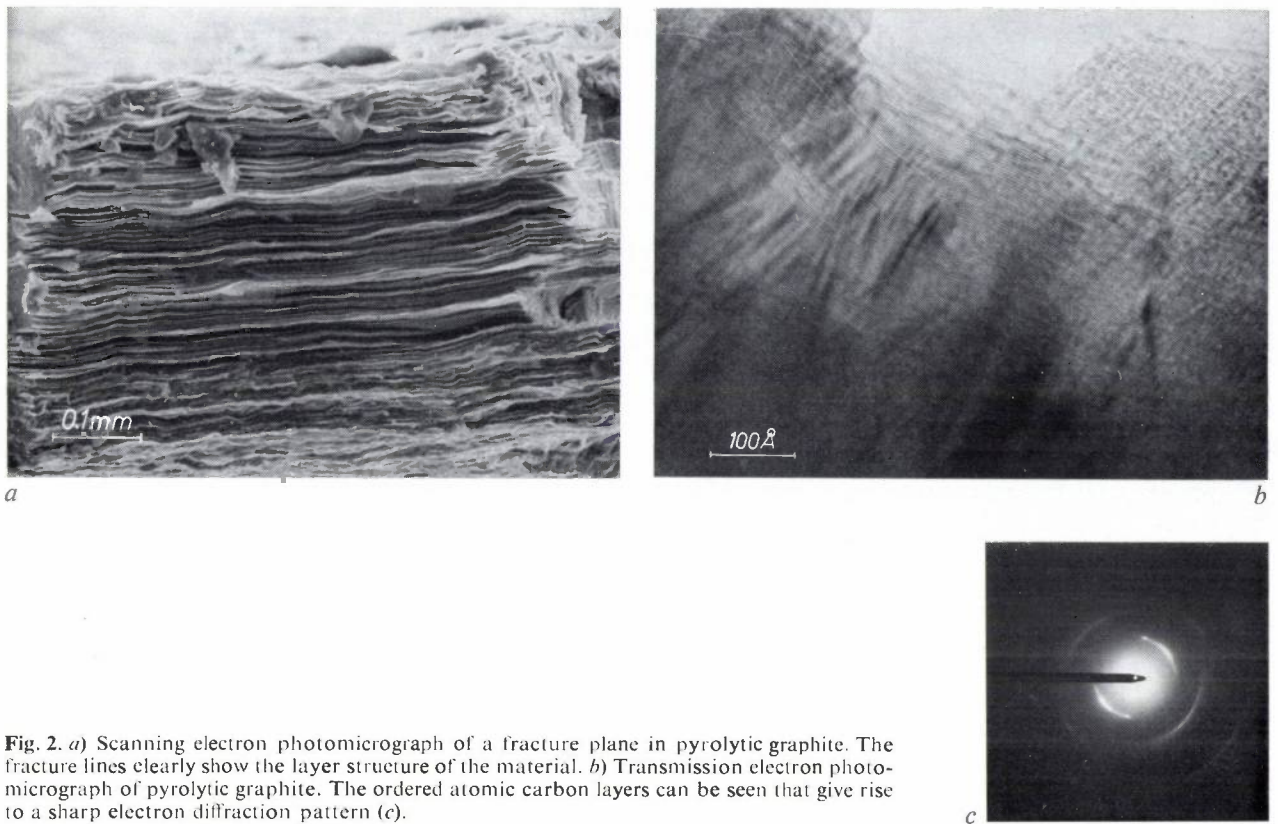 0.1mm
100Å
a
b
c
Fig. 2. a) Scanning electron photomicrograph of a fracture plane in pyrolytic graphite. The
fracture lines clearly show the layer structure of the material. b) Transmission electron photo-
micrograph of pyrolytic graphite. The ordered atomic carbon layers can be seen that give rise
to a sharp electron diffraction pattern (c).